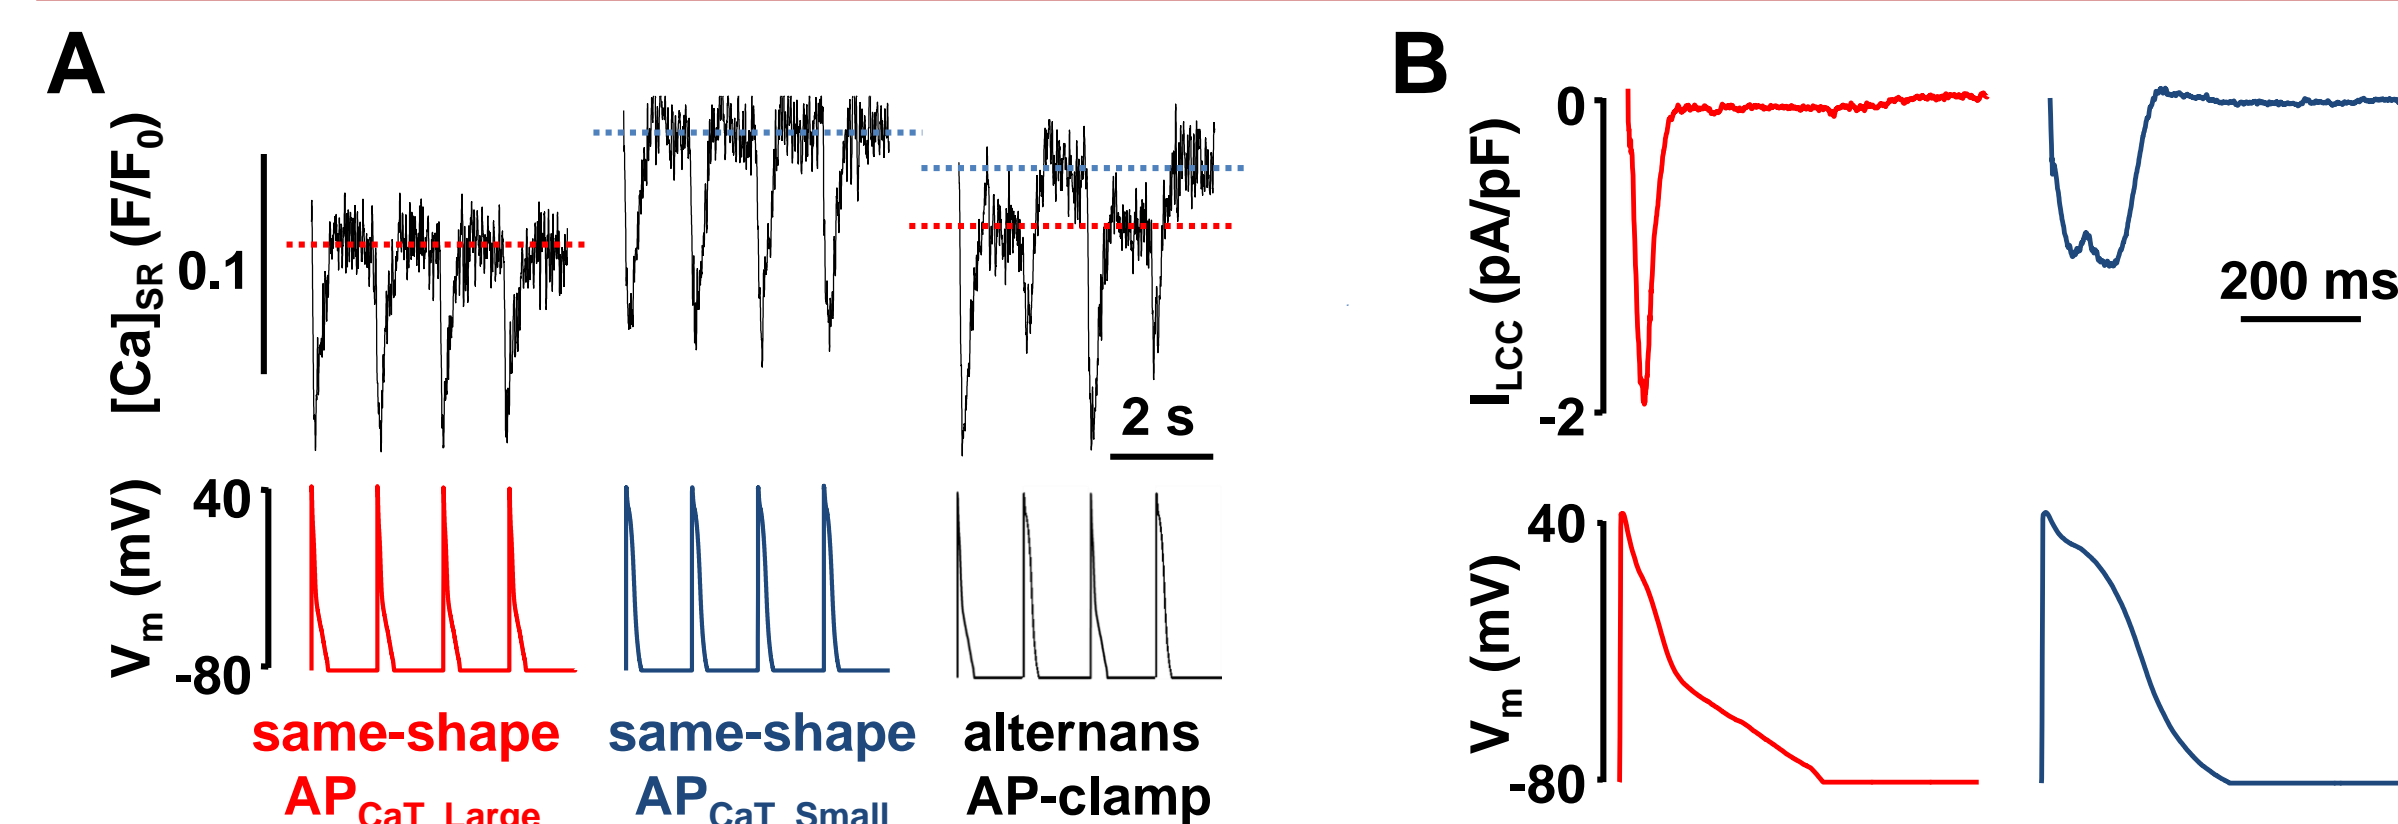 A
[Ca]SR (F/F0)
0.1
2 s
Vm (mV)
40
-80
same-shape
APCaT_Large
same-shape
APCaT_Small
alternans
AP-clamp
B
ILCC (pA/pF)
0
-2
200 ms
Vm (mV)
40
-80